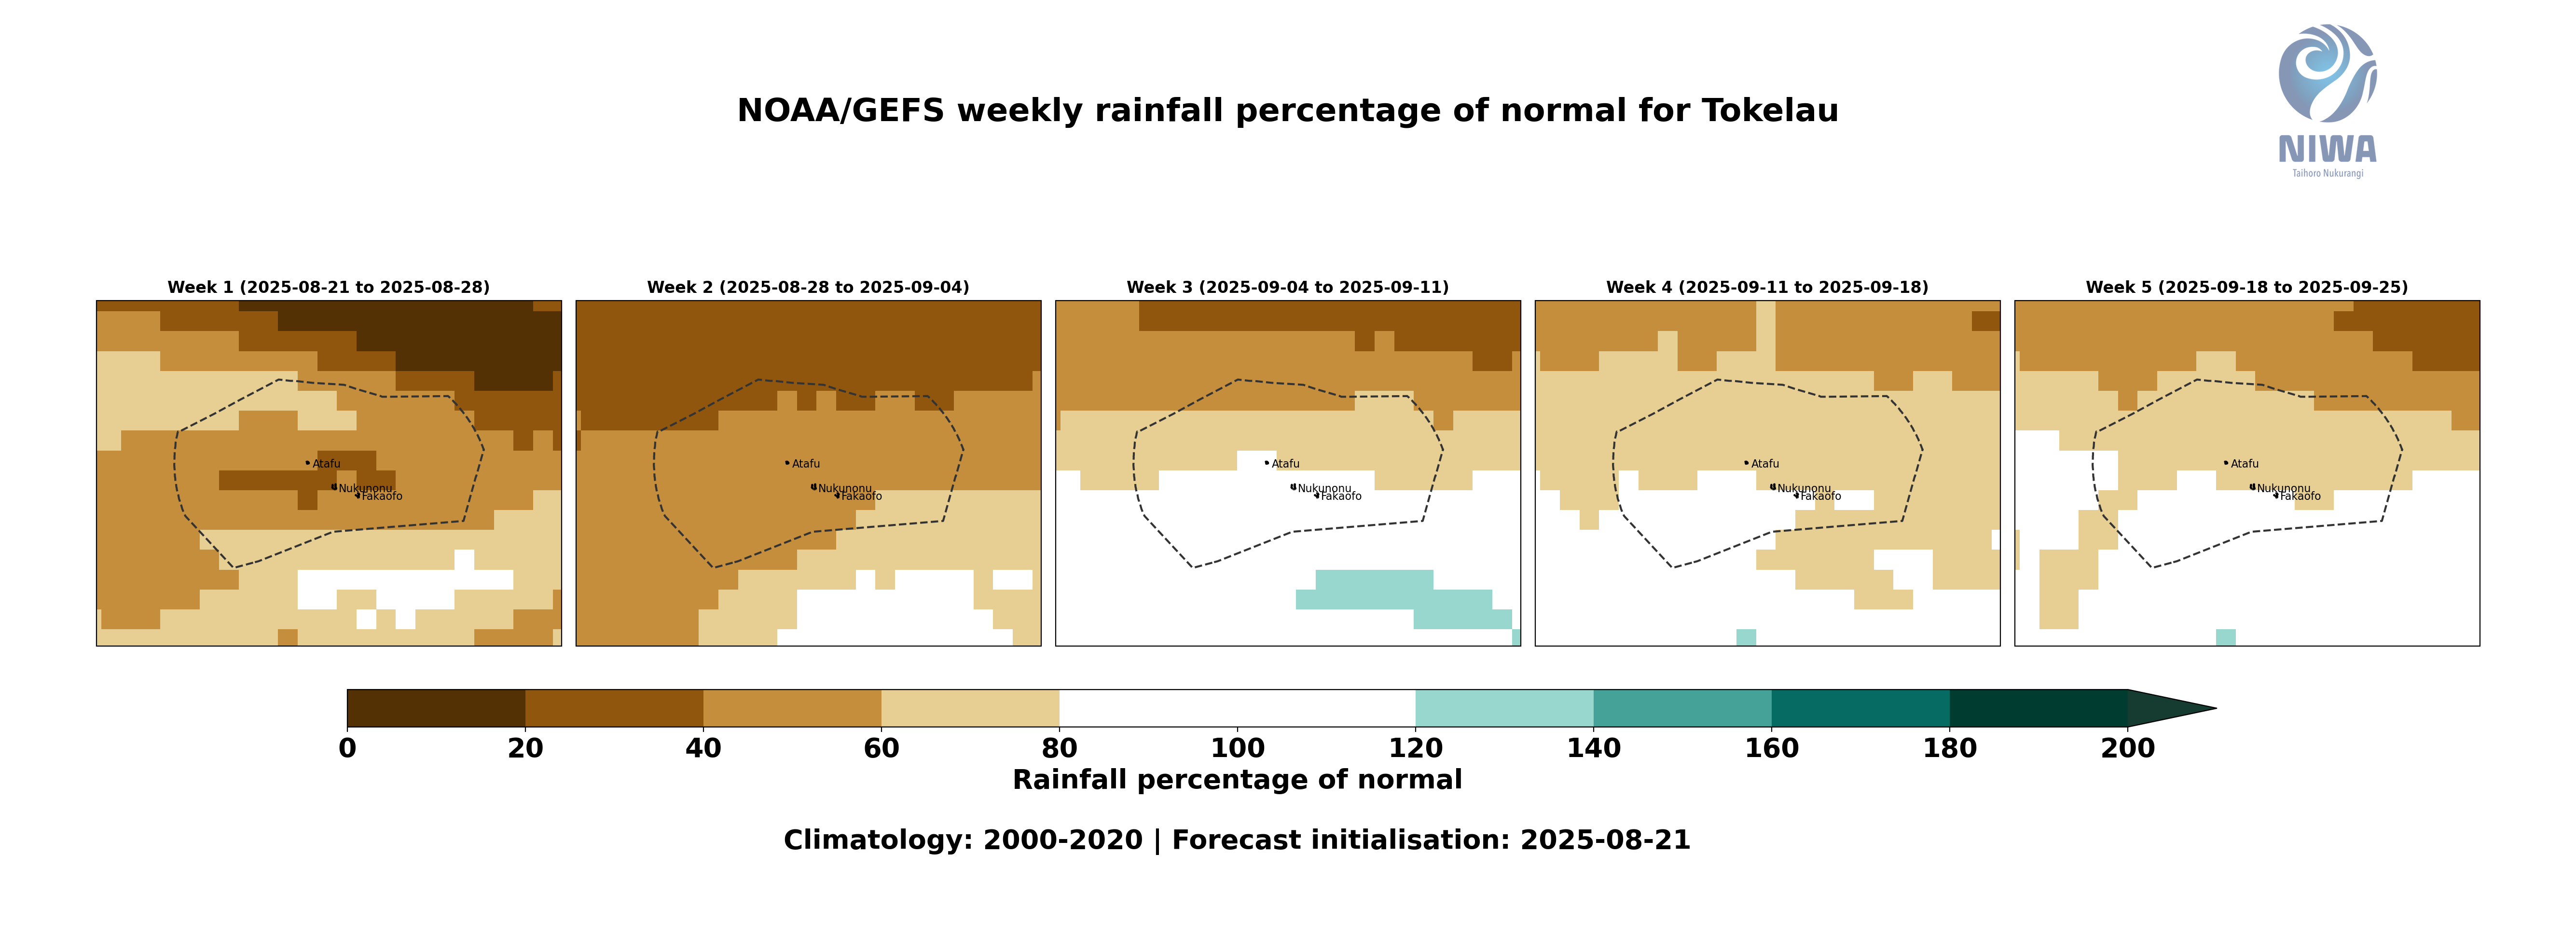 NOAA/GEFS weekly rainfall percentage of normal for Tokelau
NIWA
Taihoro Nukurangi
Week 1 (2025-08-21 to 2025-08-28)
Week 2 (2025-08-28 to 2025-09-04)
Week 3 (2025-09-04 to 2025-09-11)
Week 4 (2025-09-11 to 2025-09-18)
Week 5 (2025-09-18 to 2025-09-25)
Atafu
Nukunonu
Fakaofo
Atafu
Nukunonu
Fakaofo
Atafu
Nukunonu
Fakaofo
Atafu
Nukunonu
Fakaofo
Atafu
Nukunonu
Fakaofo
0 20 40 60 80 100 120 140 160 180 200
Rainfall percentage of normal
Climatology: 2000-2020 | Forecast initialisation: 2025-08-21